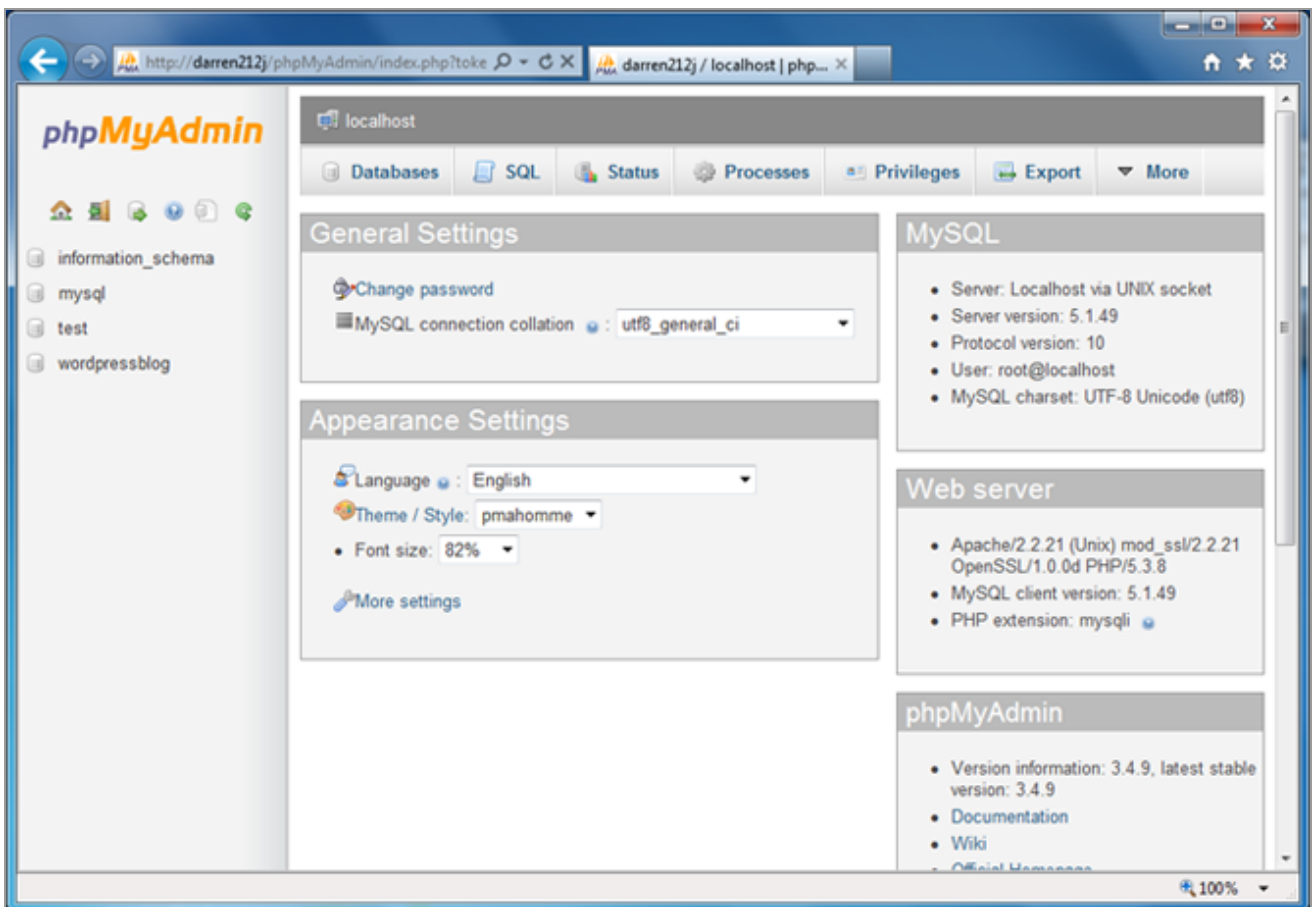 http://darren212j/phpMyAdmin/index.php?toke
darren212j / localhost | php...
phpMyAdmin
information_schema
mysql
test
wordpressblog
localhost
Databases SQL Status Processes Privileges Export More
General Settings
Change password
MySQL connection collation : utf8_general_ci
Appearance Settings
Language : English
Theme / Style: pmahomme
• Font size: 82%
More settings
MySQL
• Server: Localhost via UNIX socket
• Server version: 5.1.49
• Protocol version: 10
• User: root@localhost
• MySQL charset: UTF-8 Unicode (utf8)
Web server
• Apache/2.2.21 (Unix) mod_ssl/2.2.21
OpenSSL/1.0.0d PHP/5.3.8
• MySQL client version: 5.1.49
• PHP extension: mysqli
phpMyAdmin
• Version information: 3.4.9, latest stable
version: 3.4.9
• Documentation
• Wiki
• Official Homepage
100%